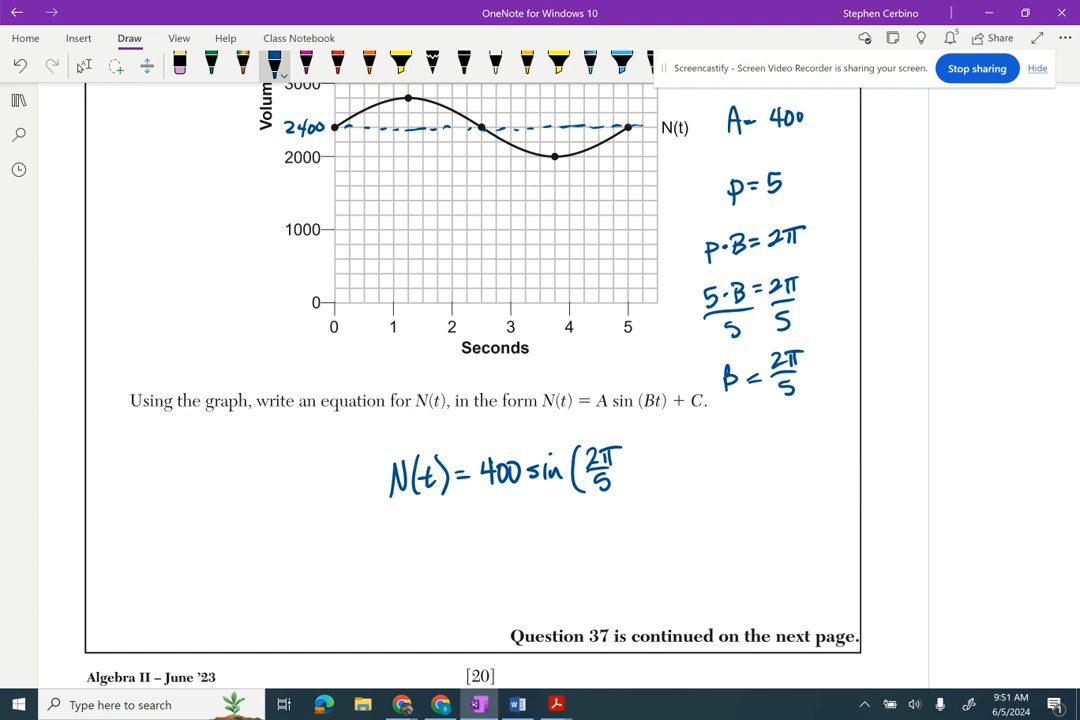 OneNote for Windows 10
Stephen Cerbino
Home Insert Draw View Help Class Notebook
Share
Screencastify - Screen Video Recorder is sharing your screen. Stop sharing Hide
3000
Volum
2400
N(t)
2000
1000
0
0 1 2 3 4 5
Seconds
A = 400
P = 5
P · B = 2π
5 · B = 2π
5 5
B = 2π/5
Using the graph, write an equation for N(t), in the form N(t) = A sin (Bt) + C.
N(t) = 400 sin (2π/5
Question 37 is continued on the next page.
Algebra II – June ’23 [20]
Type here to search
9:51 AM
6/5/2024